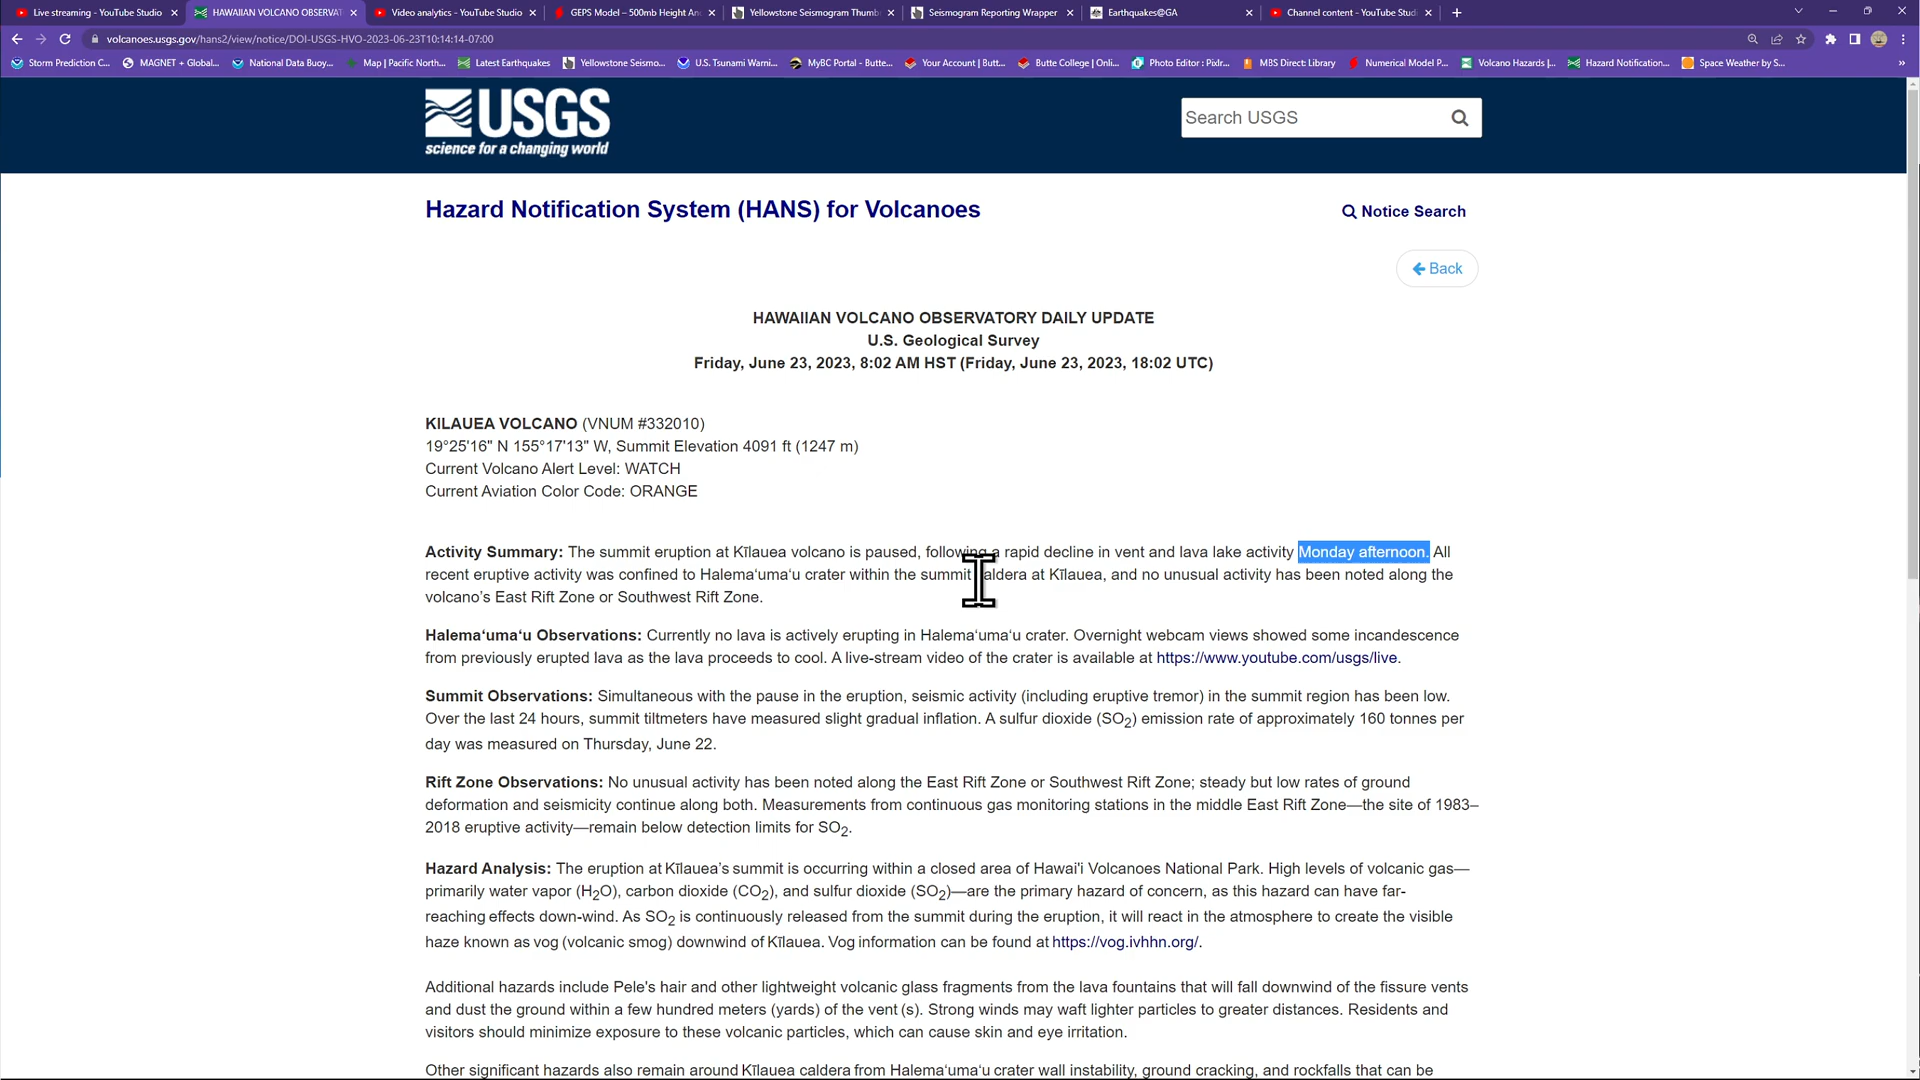 Live streaming - YouTube Studio
HAWAIIAN VOLCANO OBSERVAT
Video analytics - YouTube Studio
GEPS Model – 500mb Height An
Yellowstone Seismogram Thumb
Seismogram Reporting Wrapper
Earthquakes@GA
Channel content - YouTube Studi
volcanoes.usgs.gov/hans2/view/notice/DOI-USGS-HVO-2023-06-23T10:14:14-07:00
Storm Prediction C...
MAGNET + Global...
National Data Buoy...
Map | Pacific North...
Latest Earthquakes
Yellowstone Seismo...
U.S. Tsunami Warni...
MyBC Portal - Butte...
Your Account | Butt...
Butte College | Onli...
Photo Editor : Pixlr...
MBS Direct: Library
Numerical Model P...
Volcano Hazards |...
Hazard Notification...
Space Weather by S...
USGS
science for a changing world
Search USGS
Hazard Notification System (HANS) for Volcanoes
Notice Search
Back
HAWAIIAN VOLCANO OBSERVATORY DAILY UPDATE
U.S. Geological Survey
Friday, June 23, 2023, 8:02 AM HST (Friday, June 23, 2023, 18:02 UTC)
KILAUEA VOLCANO (VNUM #332010)
19°25'16" N 155°17'13" W, Summit Elevation 4091 ft (1247 m)
Current Volcano Alert Level: WATCH
Current Aviation Color Code: ORANGE
Activity Summary: The summit eruption at Kīlauea volcano is paused, following a rapid decline in vent and lava lake activity Monday afternoon. All
recent eruptive activity was confined to Halemaʻumaʻu crater within the summit caldera at Kīlauea, and no unusual activity has been noted along the
volcano’s East Rift Zone or Southwest Rift Zone.
Halemaʻumaʻu Observations: Currently no lava is actively erupting in Halemaʻumaʻu crater. Overnight webcam views showed some incandescence
from previously erupted lava as the lava proceeds to cool. A live-stream video of the crater is available at https://www.youtube.com/usgs/live.
Summit Observations: Simultaneous with the pause in the eruption, seismic activity (including eruptive tremor) in the summit region has been low.
Over the last 24 hours, summit tiltmeters have measured slight gradual inflation. A sulfur dioxide (SO2) emission rate of approximately 160 tonnes per
day was measured on Thursday, June 22.
Rift Zone Observations: No unusual activity has been noted along the East Rift Zone or Southwest Rift Zone; steady but low rates of ground
deformation and seismicity continue along both. Measurements from continuous gas monitoring stations in the middle East Rift Zone—the site of 1983–
2018 eruptive activity—remain below detection limits for SO2.
Hazard Analysis: The eruption at Kīlauea’s summit is occurring within a closed area of Hawai'i Volcanoes National Park. High levels of volcanic gas—
primarily water vapor (H2O), carbon dioxide (CO2), and sulfur dioxide (SO2)—are the primary hazard of concern, as this hazard can have far-
reaching effects down-wind. As SO2 is continuously released from the summit during the eruption, it will react in the atmosphere to create the visible
haze known as vog (volcanic smog) downwind of Kīlauea. Vog information can be found at https://vog.ivhhn.org/.
Additional hazards include Pele's hair and other lightweight volcanic glass fragments from the lava fountains that will fall downwind of the fissure vents
and dust the ground within a few hundred meters (yards) of the vent (s). Strong winds may waft lighter particles to greater distances. Residents and
visitors should minimize exposure to these volcanic particles, which can cause skin and eye irritation.
Other significant hazards also remain around Kīlauea caldera from Halemaʻumaʻu crater wall instability, ground cracking, and rockfalls that can be